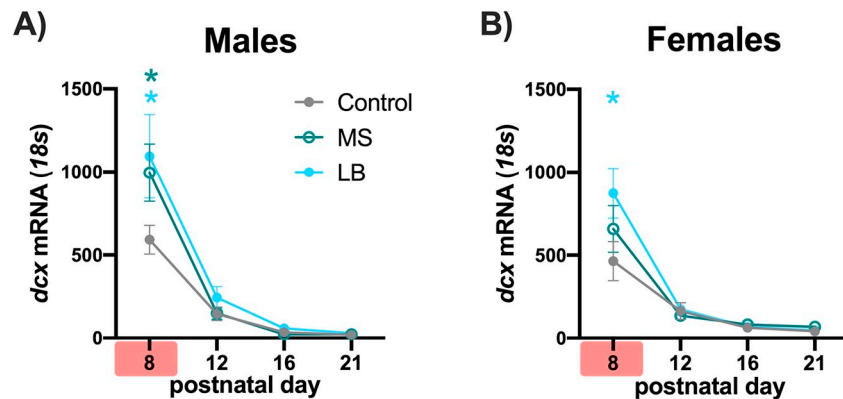 A)
Males
dcx mRNA (18s)
1500
1000
500
0
*
*
Control
MS
LB
8 12 16 21
postnatal day
B)
Females
dcx mRNA (18s)
1500
1000
500
0
*
8 12 16 21
postnatal day